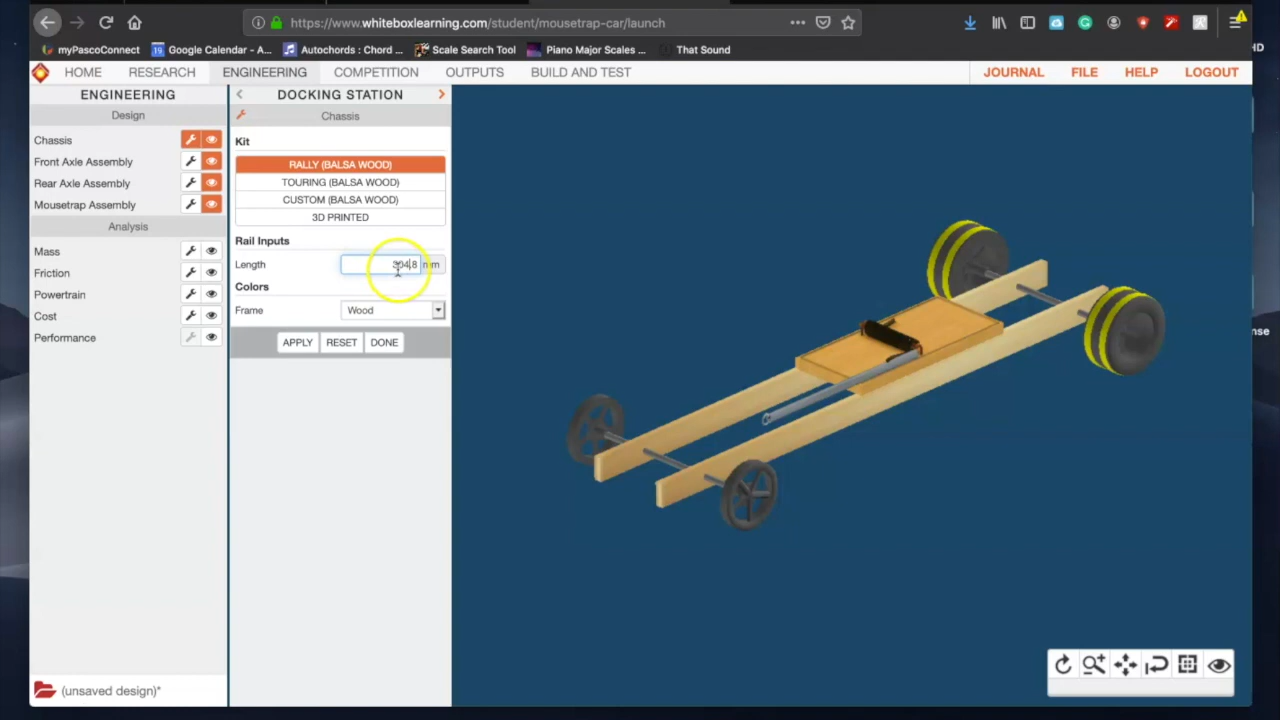 https://www.whiteboxlearning.com/student/mousetrap-car/launch
myPascoConnect Google Calendar - A... Autochords : Chord ... Scale Search Tool Piano Major Scales ... That Sound
HD
HOME RESEARCH ENGINEERING COMPETITION OUTPUTS BUILD AND TEST JOURNAL FILE HELP LOGOUT
ENGINEERING
Design
Chassis
Front Axle Assembly
Rear Axle Assembly
Mousetrap Assembly
Analysis
Mass
Friction
Powertrain
Cost
Performance
(unsaved design)*
DOCKING STATION
Chassis
Kit
RALLY (BALSA WOOD)
TOURING (BALSA WOOD)
CUSTOM (BALSA WOOD)
3D PRINTED
Rail Inputs
Length 304.8 mm
Colors
Frame Wood
APPLY RESET DONE
nse